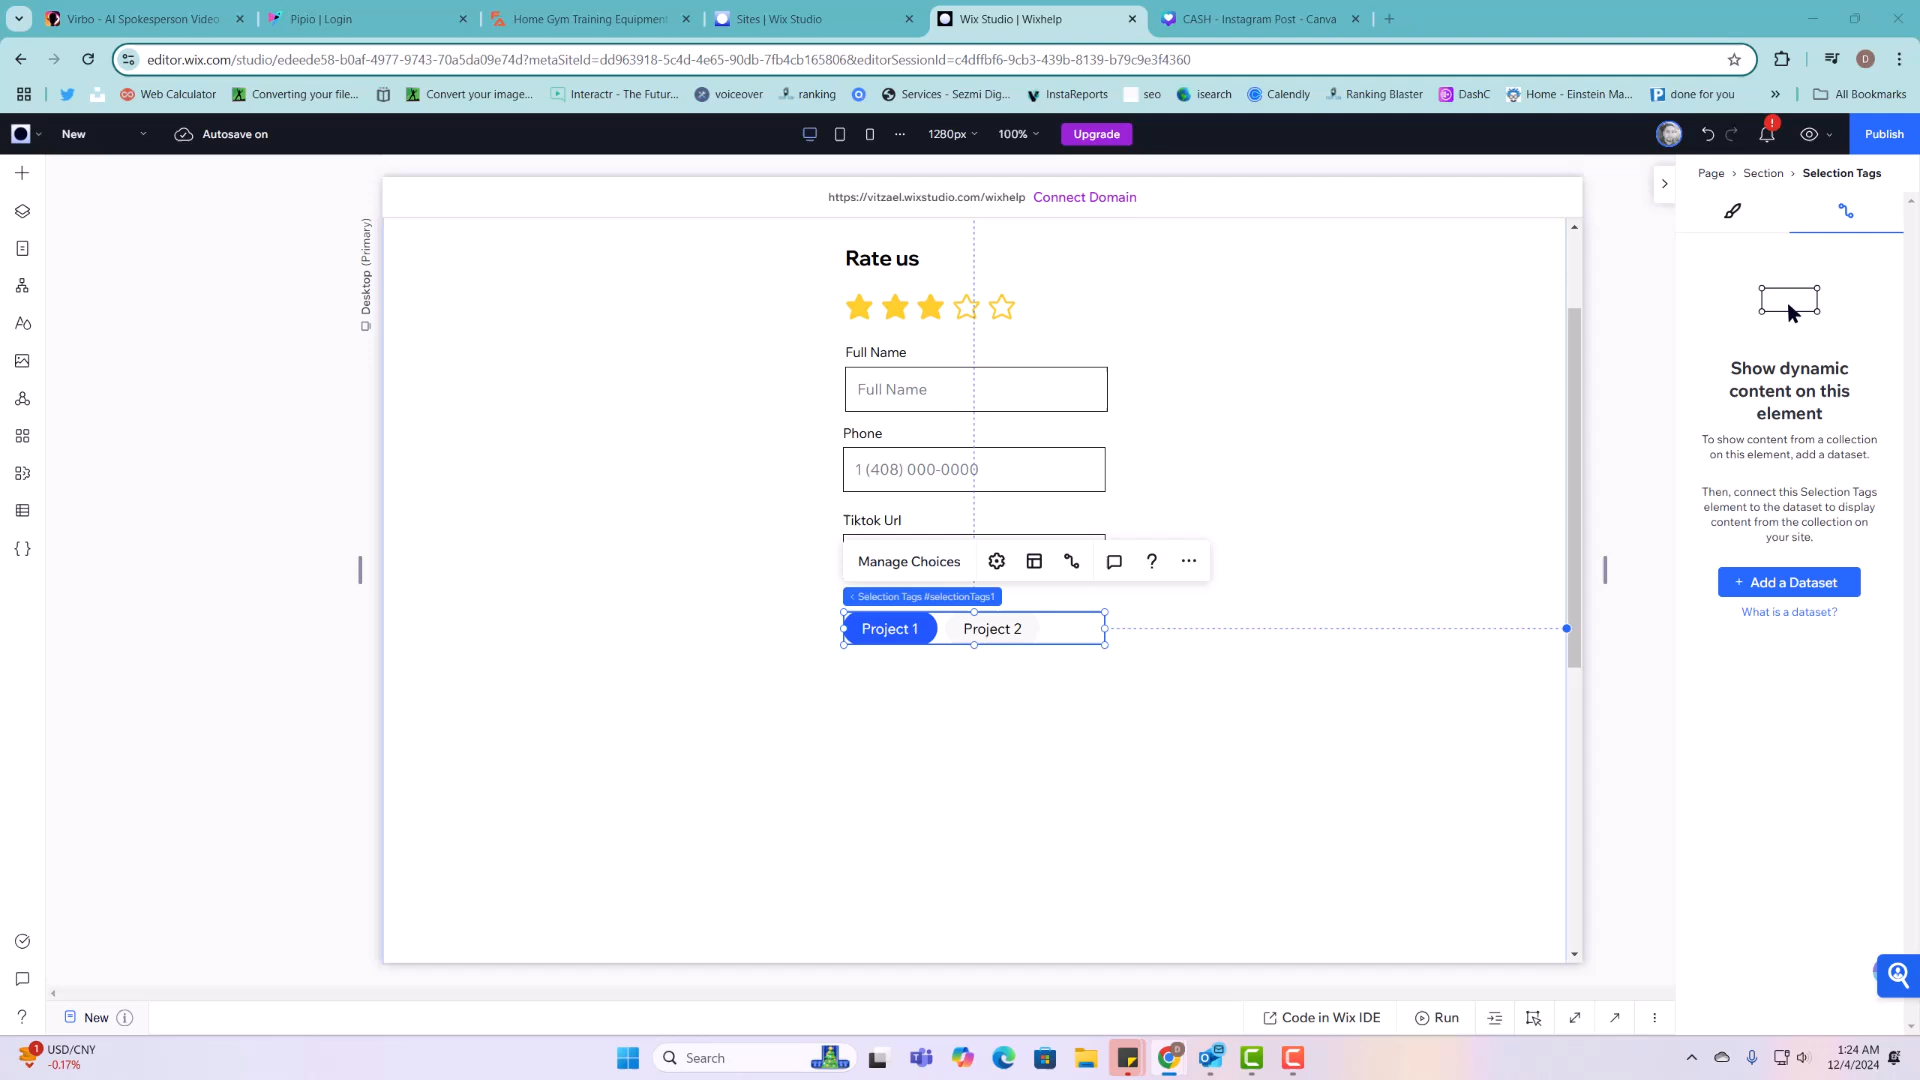 Virbo - AI Spokesperson Video
Pipio | Login
Home Gym Training Equipment
Sites | Wix Studio
Wix Studio | Wixhelp
CASH - Instagram Post - Canva
editor.wix.com/studio/edeede58-b0af-4977-9743-70a5da09e74d?metaSiteId=dd963918-5c4d-4e65-90db-7fb4cb165806&editorSessionId=c4dffbf6-9cb3-439b-8139-b79c9e3f4360
D
Web Calculator
Converting your file...
Convert your image...
Interactr - The Futur...
voiceover
ranking
Services - Sezmi Dig...
InstaReports
seo
isearch
Calendly
Ranking Blaster
DashC
Home - Einstein Ma...
done for you
All Bookmarks
New
Autosave on
1280px
100%
Upgrade
Publish
Page > Section > Selection Tags
https://vitzael.wixstudio.com/wixhelp Connect Domain
Desktop (Primary)
Rate us
Full Name
Full Name
Phone
1 (408) 000-0000
Tiktok Url
Manage Choices
Selection Tags #selectionTags1
Project 1
Project 2
Show dynamic
content on this
element
To show content from a collection
on this element, add a dataset.
Then, connect this Selection Tags
element to the dataset to display
content from the collection on
your site.
+ Add a Dataset
What is a dataset?
New
Code in Wix IDE
Run
1
USD/CNY
-0.17%
Search
1:24 AM
12/4/2024